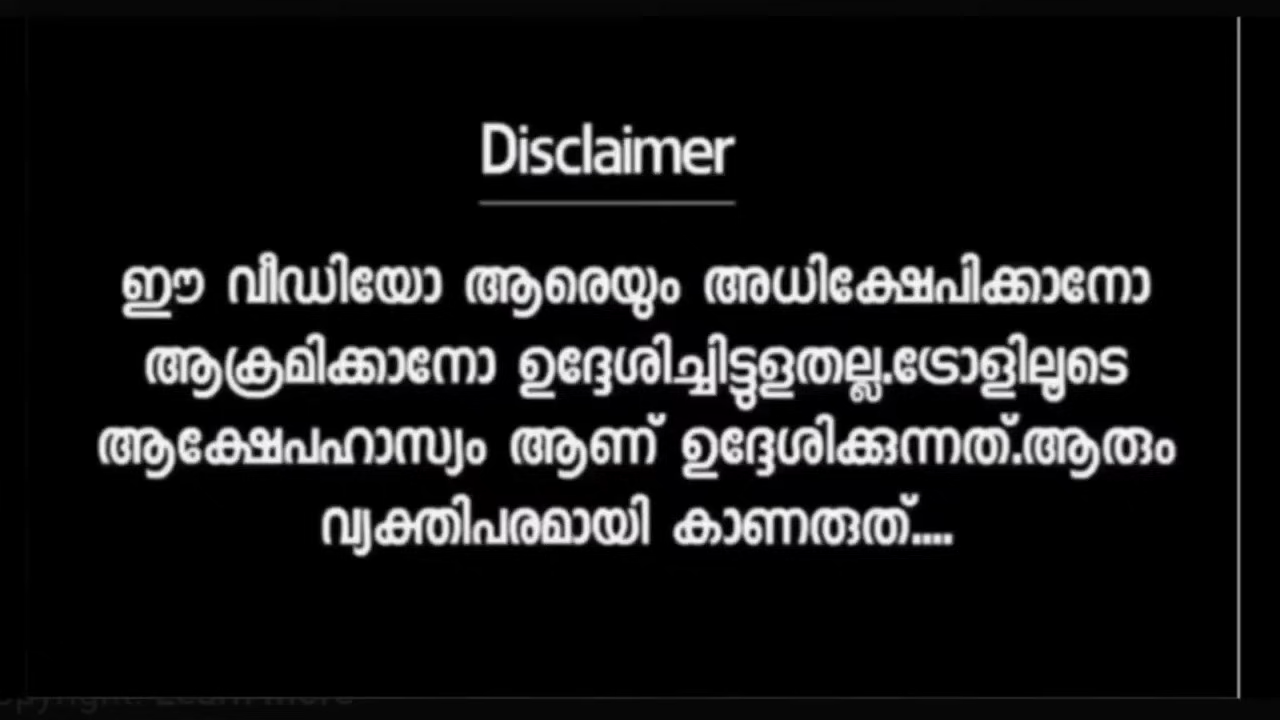 Disclaimer
ഈ വീഡിയോ ആരെയും അധിക്ഷേപിക്കാനോ
ആക്രമിക്കാനോ ഉദ്ദേശിച്ചിട്ടുളതല്ല.ട്രോളിലൂടെ
ആക്ഷേപഹാസ്യം ആണ് ഉദ്ദേശിക്കുന്നത്.ആരും
വ്യക്തിപരമായി കാണരുത്....